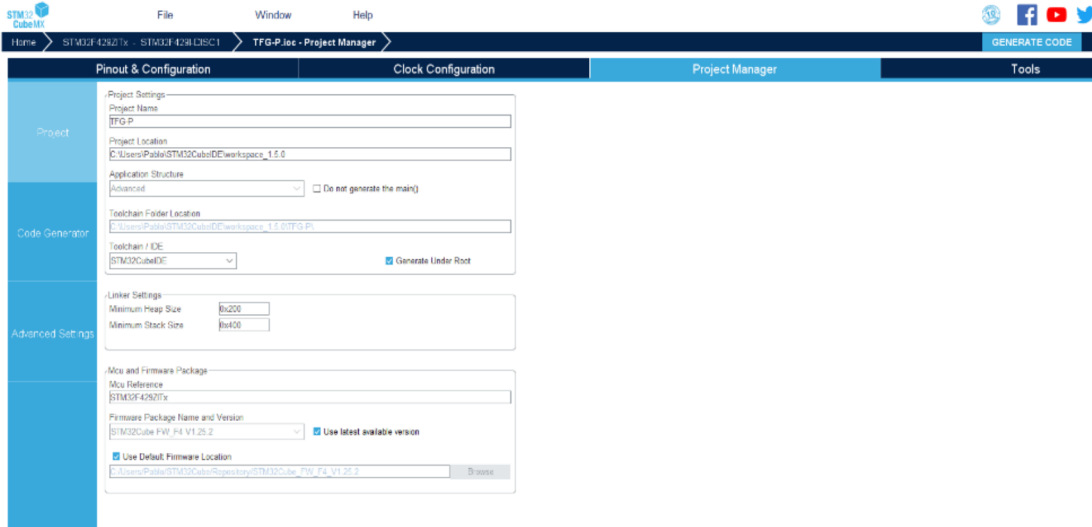 STM32 CubeMX
File Window Help
Home STM32F429ZITx - STM32F429I-DISC1 TFG-P.ioc - Project Manager GENERATE CODE
Pinout & Configuration Clock Configuration Project Manager Tools
Project
Code Generator
Advanced Settings
Project Settings
Project Name
TFG-P
Project Location
C:\Users\Pablo\STM32CubeIDE\workspace_1.5.0
Application Structure
Advanced Do not generate the main()
Toolchain Folder Location
C:\Users\Pablo\STM32CubeIDE\workspace_1.5.0\TFG-P\
Toolchain / IDE
STM32CubeIDE Generate Under Root
Linker Settings
Minimum Heap Size 0x200
Minimum Stack Size 0x400
Mcu and Firmware Package
Mcu Reference
STM32F429ZITx
Firmware Package Name and Version
STM32Cube FW_F4 V1.25.2 Use latest available version
Use Default Firmware Location
C:/Users/Pablo/STM32Cube/Repository/STM32Cube_FW_F4_V1.25.2 Browse